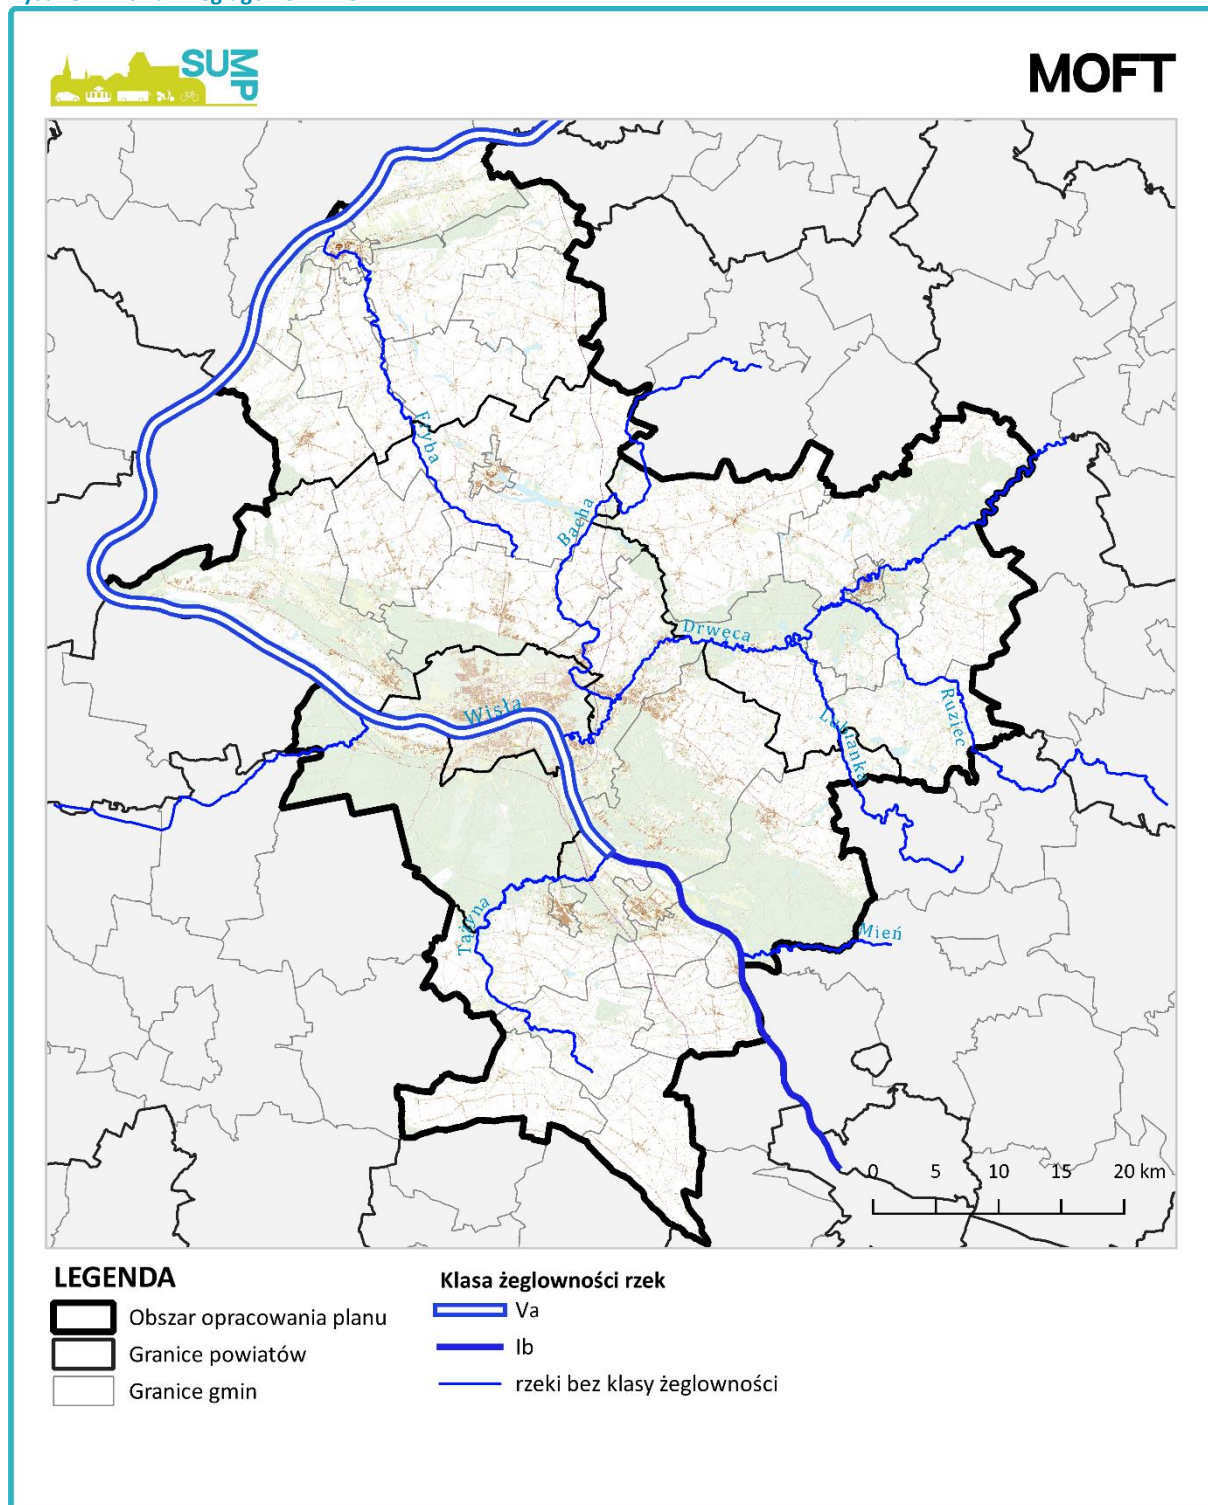 SUMP
MOFT
Fryba
Bacha
Drwęca
Wisła
Ruziec
Lubianka
Tążyna
Mień
0 5 10 15 20 km
LEGENDA
Obszar opracowania planu
Granice powiatów
Granice gmin
Klasa żeglowności rzek
Va
Ib
rzeki bez klasy żeglowności